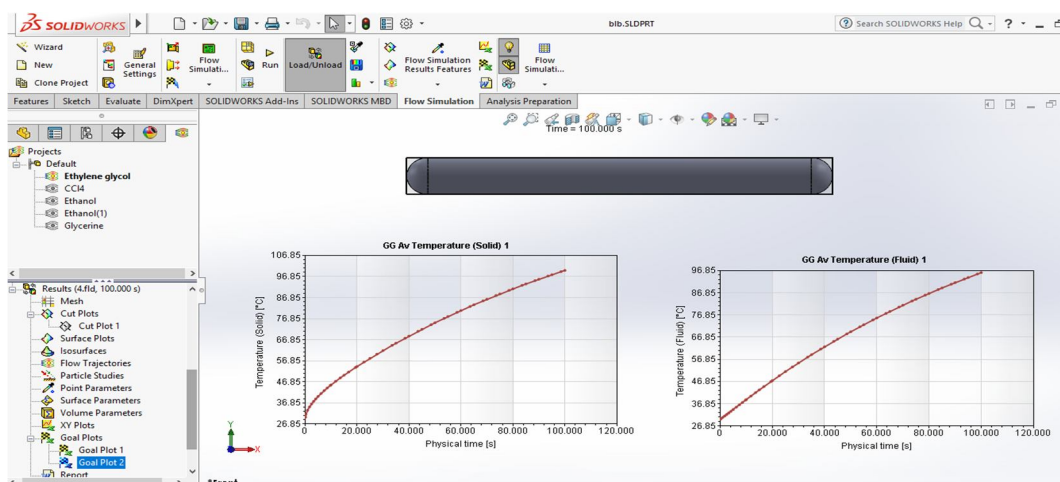 SOLIDWORKS
blb.SLDPRT
Search SOLIDWORKS Help
?
Wizard
New
Clone Project
General Settings
Flow Simulati...
Run
Load/Unload
Flow Simulation Results Features
Flow Simulati...
Features Sketch Evaluate DimXpert SOLIDWORKS Add-Ins SOLIDWORKS MBD Flow Simulation Analysis Preparation
Time = 100.000 s
Projects
Default
Ethylene glycol
CCl4
Ethanol
Ethanol(1)
Glycerine
Results (4.fld, 100.000 s)
Mesh
Cut Plots
Cut Plot 1
Surface Plots
Isosurfaces
Flow Trajectories
Particle Studies
Point Parameters
Surface Parameters
Volume Parameters
XY Plots
Goal Plots
Goal Plot 1
Goal Plot 2
Report
GG Av Temperature (Solid) 1
Temperature (Solid) [°C]
106.85
96.85
86.85
76.85
66.85
56.85
46.85
36.85
26.85
0 20.000 40.000 60.000 80.000 100.000 120.000
Physical time [s]
GG Av Temperature (Fluid) 1
Temperature (Fluid) [°C]
96.85
86.85
76.85
66.85
56.85
46.85
36.85
26.85
0 20.000 40.000 60.000 80.000 100.000 120.000
Physical time [s]
Y
X
*Front